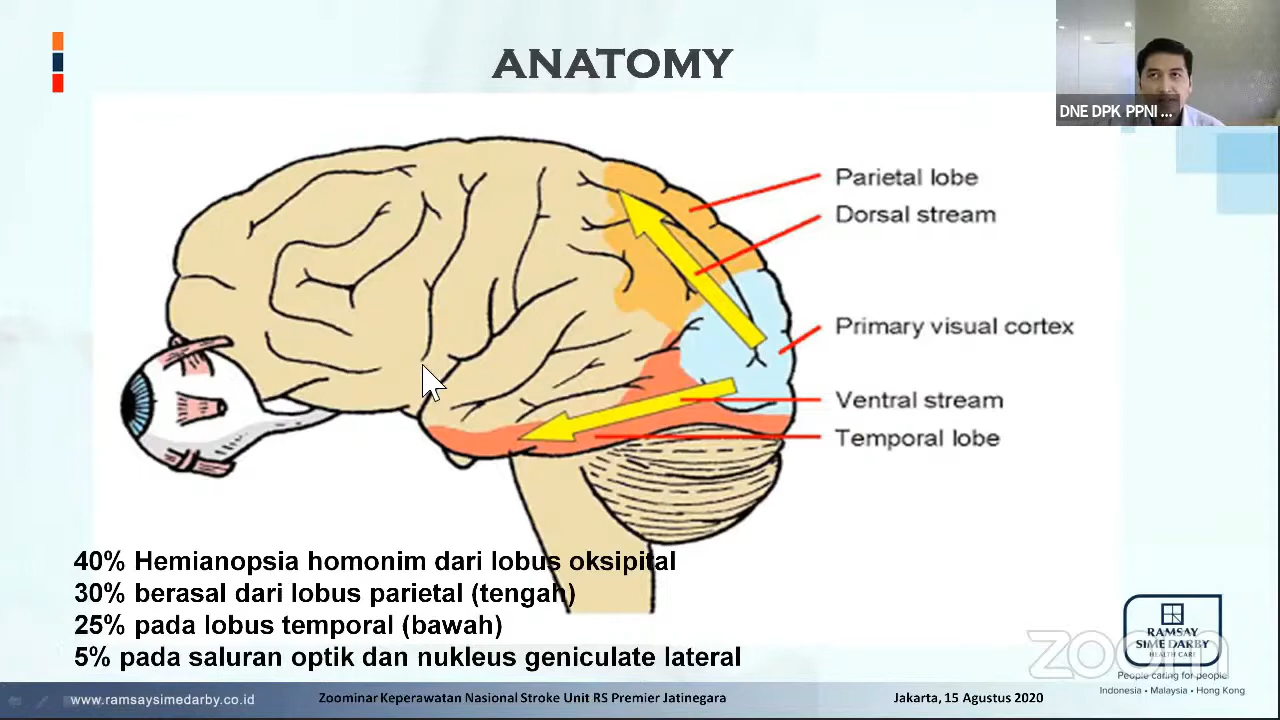 ANATOMY
DNE DPK PPNI ...
Parietal lobe
Dorsal stream
Primary visual cortex
Ventral stream
Temporal lobe
40% Hemianopsia homonim dari lobus oksipital
30% berasal dari lobus parietal (tengah)
25% pada lobus temporal (bawah)
5% pada saluran optik dan nukleus geniculate lateral
zoom
RAMSAY
SIME DARBY
HEALTH CARE
People caring for people
Indonesia • Malaysia • Hong Kong
www.ramsaysimedarby.co.id
Zoominar Keperawatan Nasional Stroke Unit RS Premier Jatinegara
Jakarta, 15 Agustus 2020